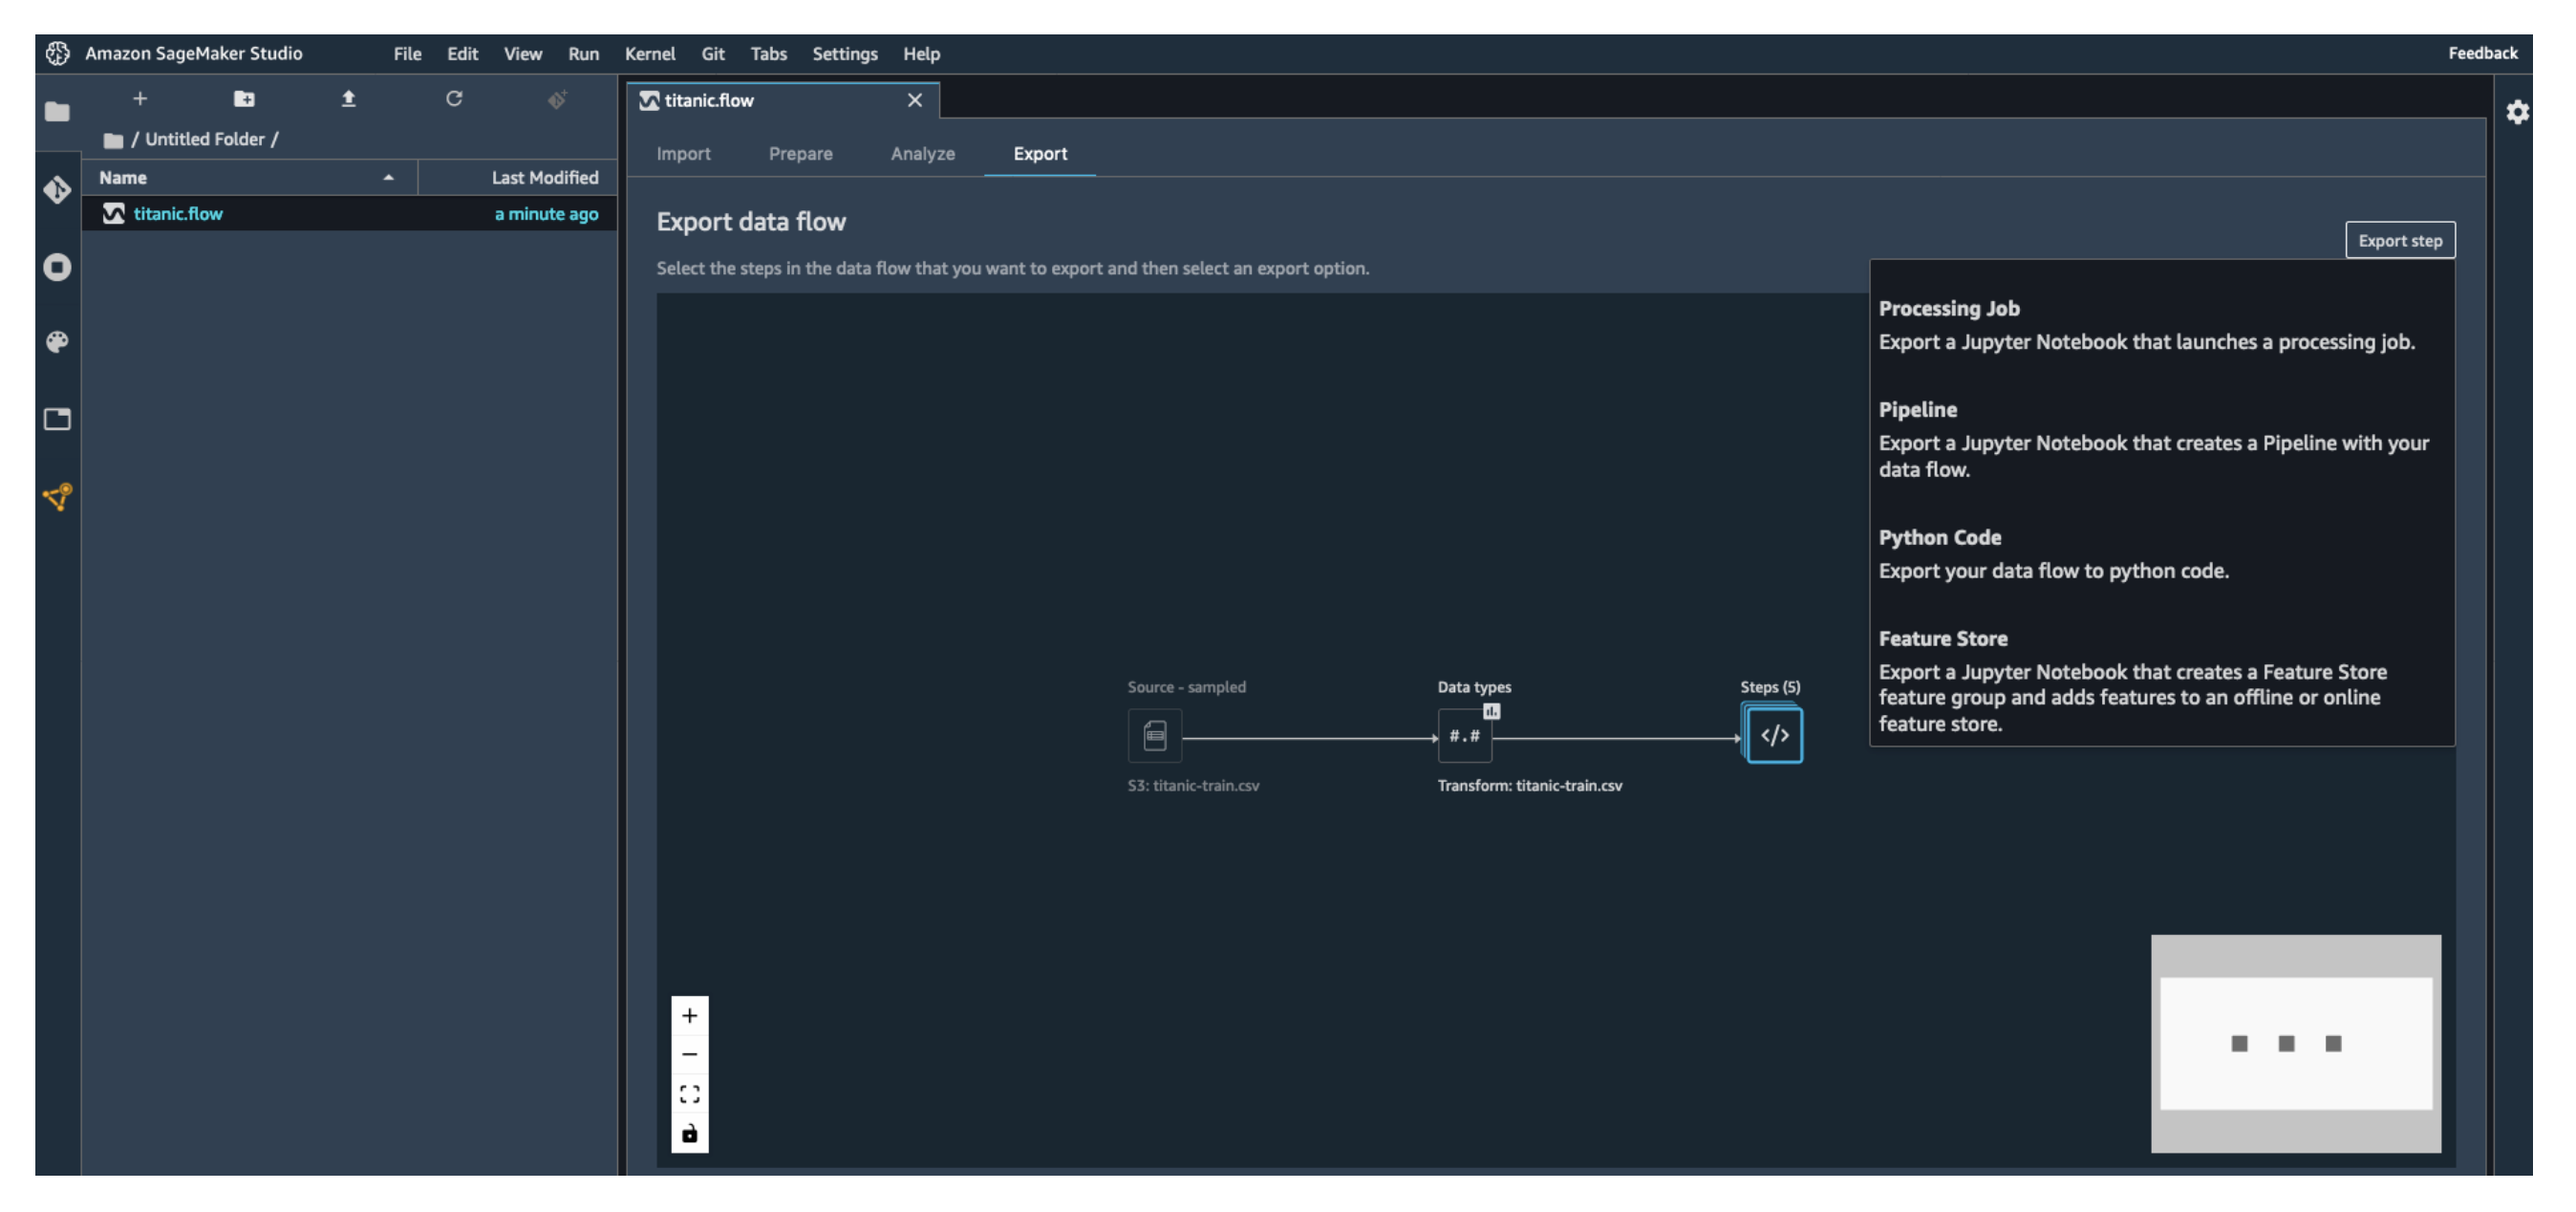 Amazon SageMaker Studio File Edit View Run Kernel Git Tabs Settings Help Feedback
/ Untitled Folder /
Name Last Modified
titanic.flow a minute ago
titanic.flow
Import Prepare Analyze Export
Export data flow
Export step
Select the steps in the data flow that you want to export and then select an export option.
Processing Job
Export a Jupyter Notebook that launches a processing job.
Pipeline
Export a Jupyter Notebook that creates a Pipeline with your
data flow.
Python Code
Export your data flow to python code.
Feature Store
Export a Jupyter Notebook that creates a Feature Store
feature group and adds features to an offline or online
feature store.
Source - sampled Data types Steps (5)
#.# </>
S3: titanic-train.csv Transform: titanic-train.csv